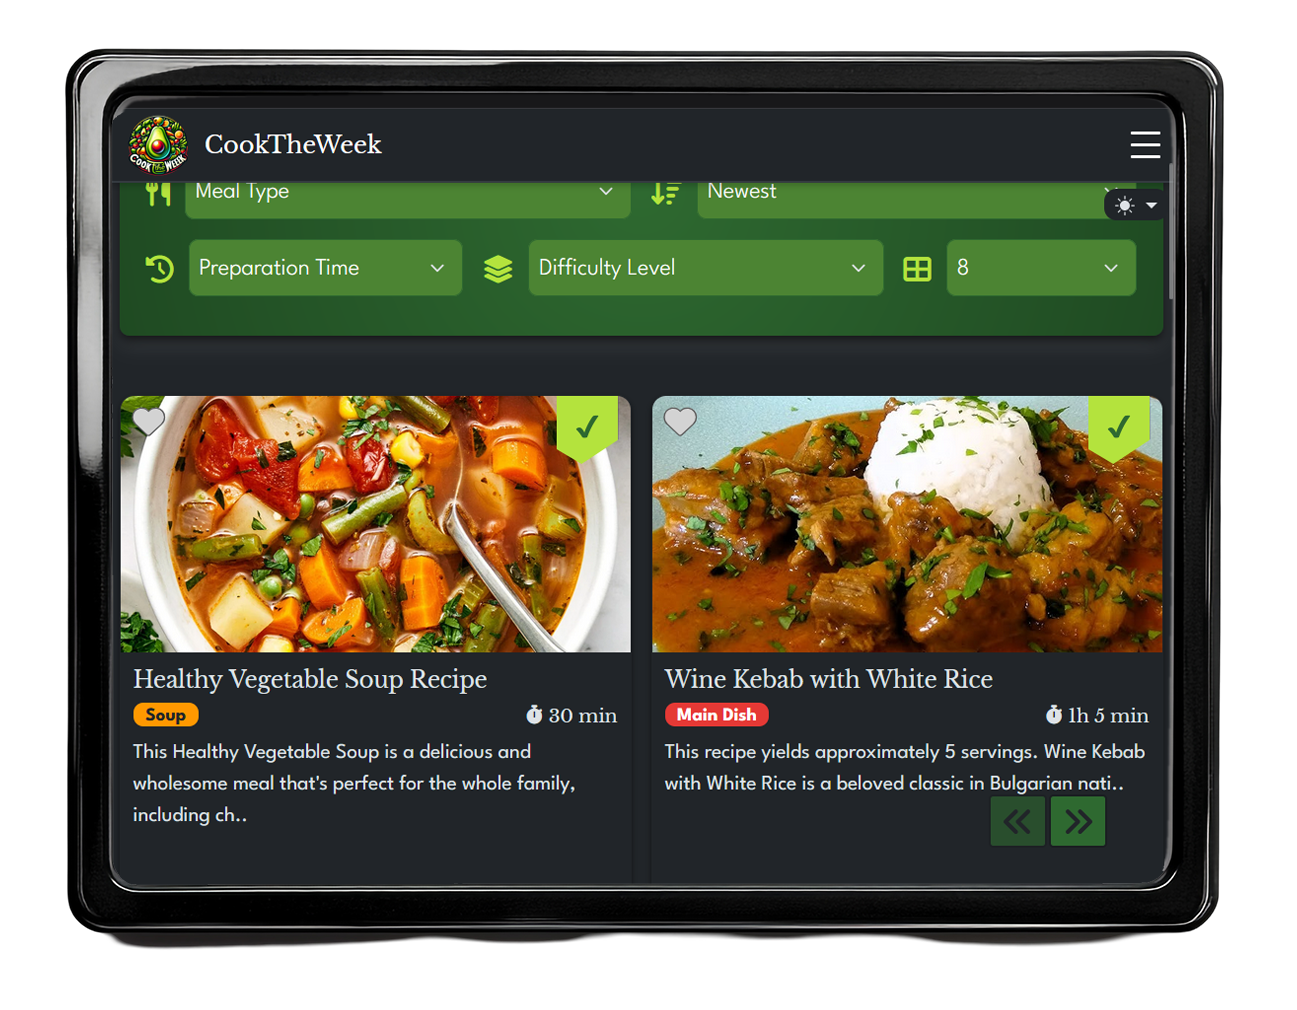 COOK the WEEK
CookTheWeek
Meal Type
Newest
Preparation Time
Difficulty Level
8
Healthy Vegetable Soup Recipe
Soup
30 min
This Healthy Vegetable Soup is a delicious and
wholesome meal that's perfect for the whole family,
including ch..
Wine Kebab with White Rice
Main Dish
1h 5 min
This recipe yields approximately 5 servings. Wine Kebab
with White Rice is a beloved classic in Bulgarian nati..